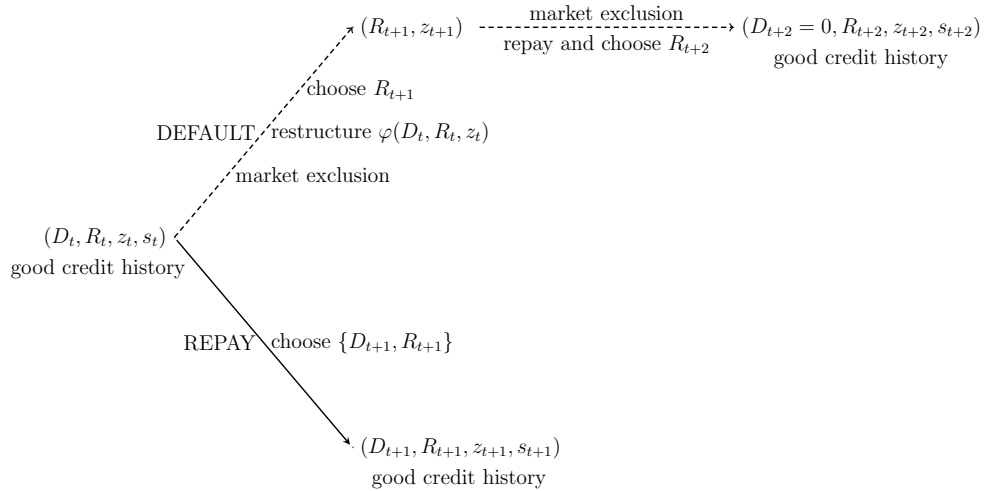 (R_{t+1}, z_{t+1})
market exclusion
repay and choose R_{t+2}
(D_{t+2} = 0, R_{t+2}, z_{t+2}, s_{t+2})
good credit history
choose R_{t+1}
DEFAULT
restructure φ(D_t, R_t, z_t)
market exclusion
(D_t, R_t, z_t, s_t)
good credit history
REPAY
choose {D_{t+1}, R_{t+1}}
(D_{t+1}, R_{t+1}, z_{t+1}, s_{t+1})
good credit history